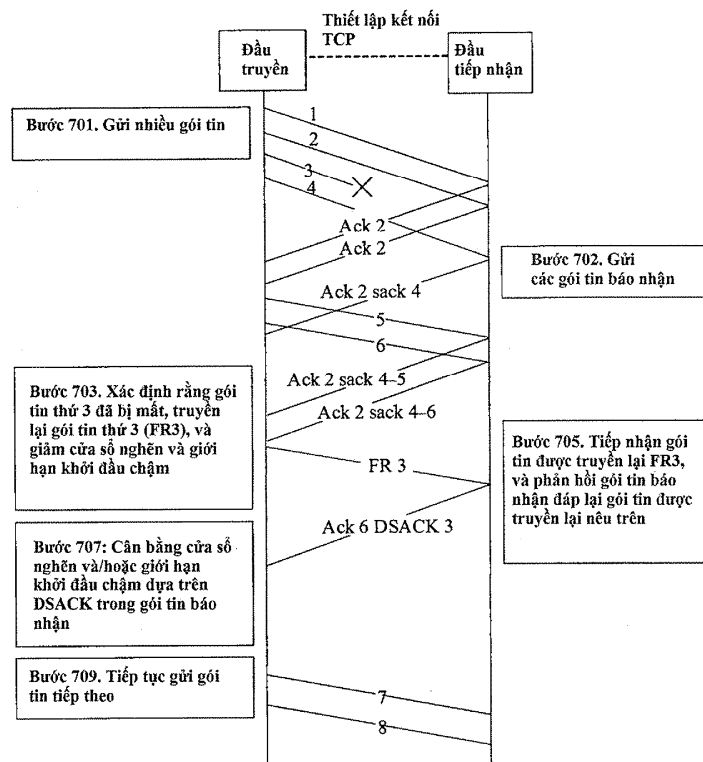 Thiết lập kết nối
TCP
Đầu
truyền
Đầu
tiếp nhận
Bước 701. Gửi nhiều gói tin
1
2
3
4
Ack 2
Ack 2
Bước 702. Gửi
các gói tin báo nhận
Ack 2 sack 4
5
6
Ack 2 sack 4–5
Ack 2 sack 4–6
Bước 703. Xác định rằng gói
tin thứ 3 đã bị mất, truyền
lại gói tin thứ 3 (FR3), và
giảm cửa sổ nghẽn và giới
hạn khởi đầu chậm
FR 3
Bước 705. Tiếp nhận gói
tin được truyền lại FR3,
và phản hồi gói tin báo
nhận đáp lại gói tin được
truyền lại nêu trên
Ack 6 DSACK 3
Bước 707: Cân bằng cửa sổ
nghẽn và/hoặc giới hạn
khởi đầu chậm dựa trên
DSACK trong gói tin báo
nhận
Bước 709. Tiếp tục gửi gói
tin tiếp theo
7
8